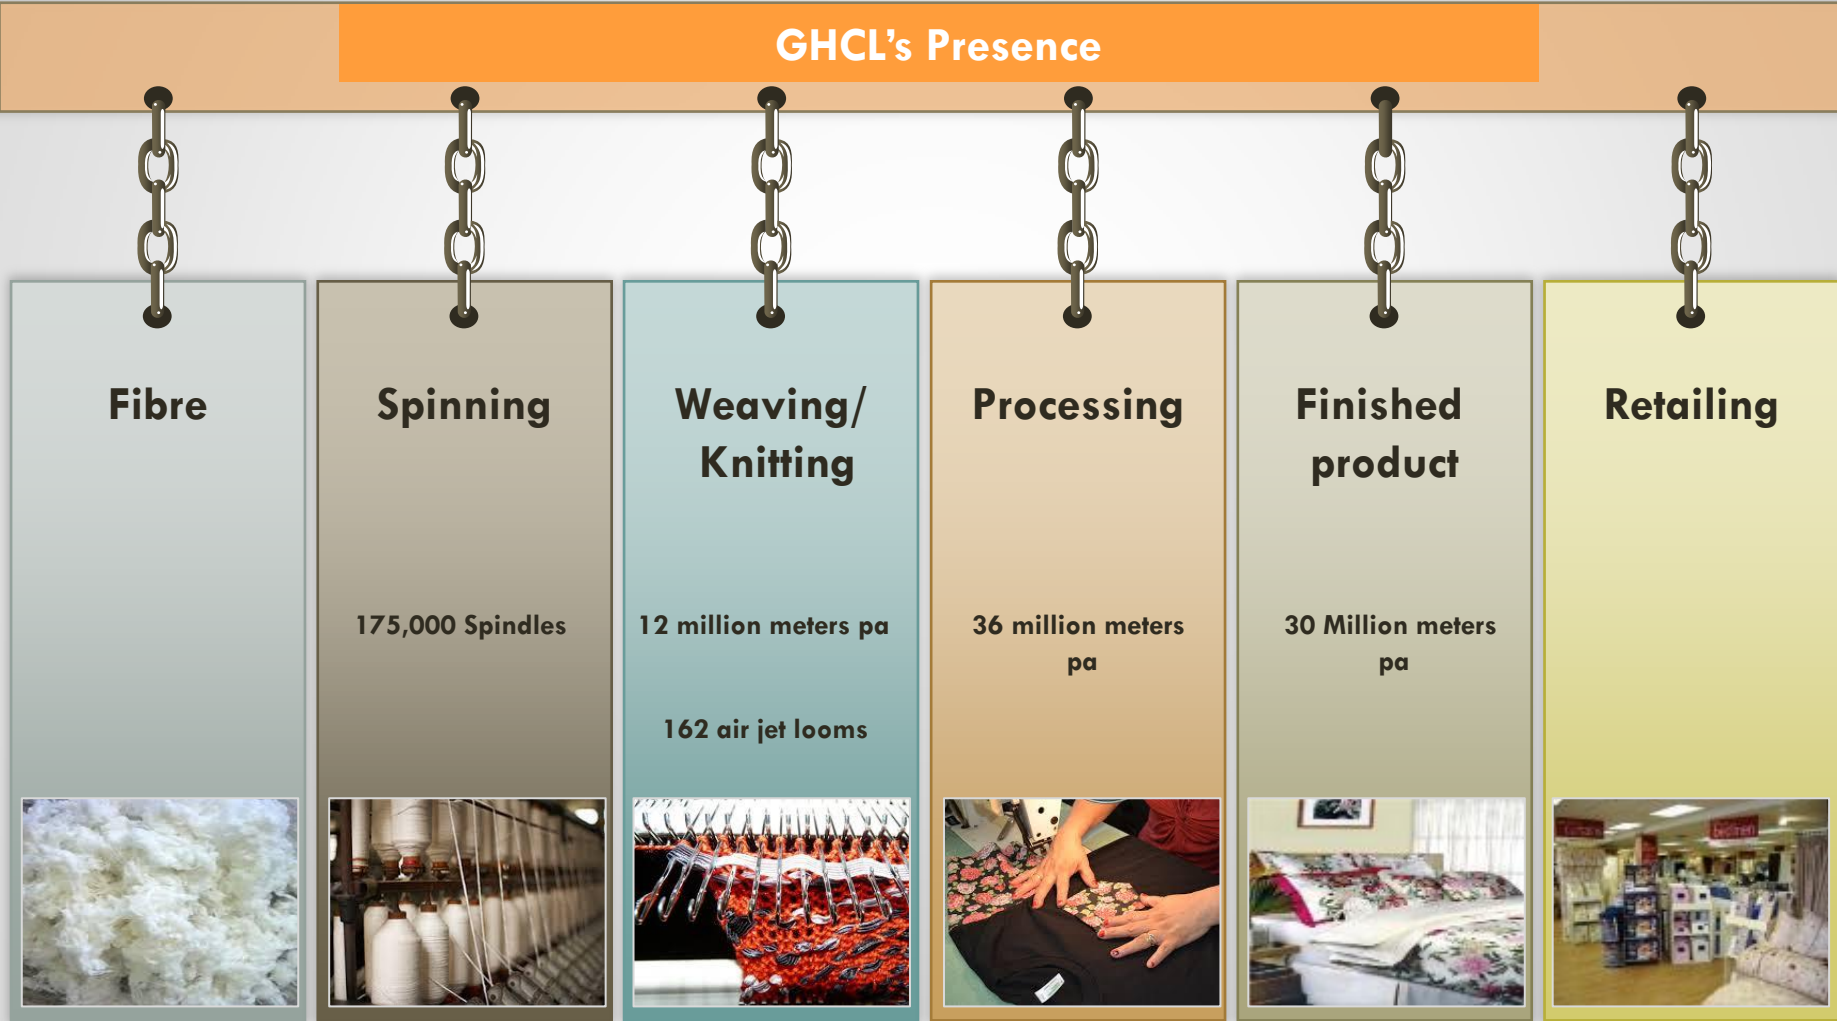 GHCL's Presence
Fibre
Spinning
Weaving/
Knitting
Processing
Finished
product
Retailing
175,000 Spindles
12 million meters pa
162 air jet looms
36 million meters
pa
30 Million meters
pa